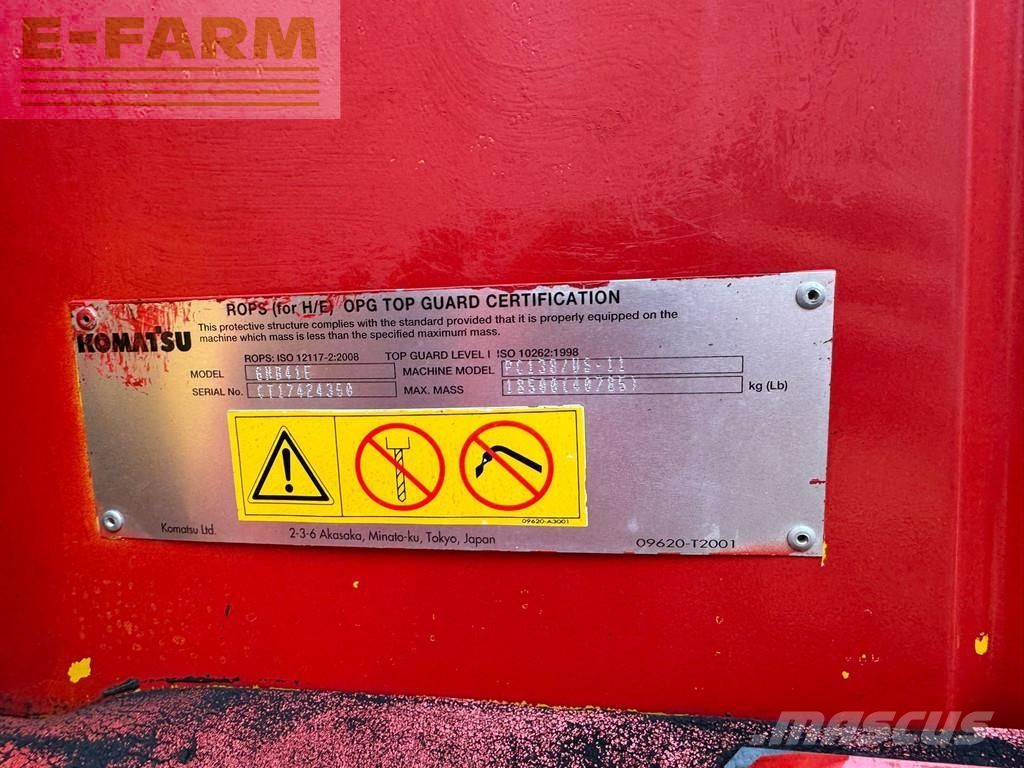 E-FARM
ROPS (for H/E) OPG TOP GUARD CERTIFICATION
KOMATSU
This protective structure complies with the standard provided that it is properly equipped on the
machine which mass is less than the specified maximum mass.
ROPS: ISO 12117-2:2008 TOP GUARD LEVEL I ISO 10262:1998
MODEL MACHINE MODEL PC138/US-11
SERIAL No. CT17424350 MAX. MASS 18500(40785) kg (Lb)
09620-A3001
Komatsu Ltd. 2-3-6 Akasaka, Minato-ku, Tokyo, Japan 09620-T2001
MASCUS